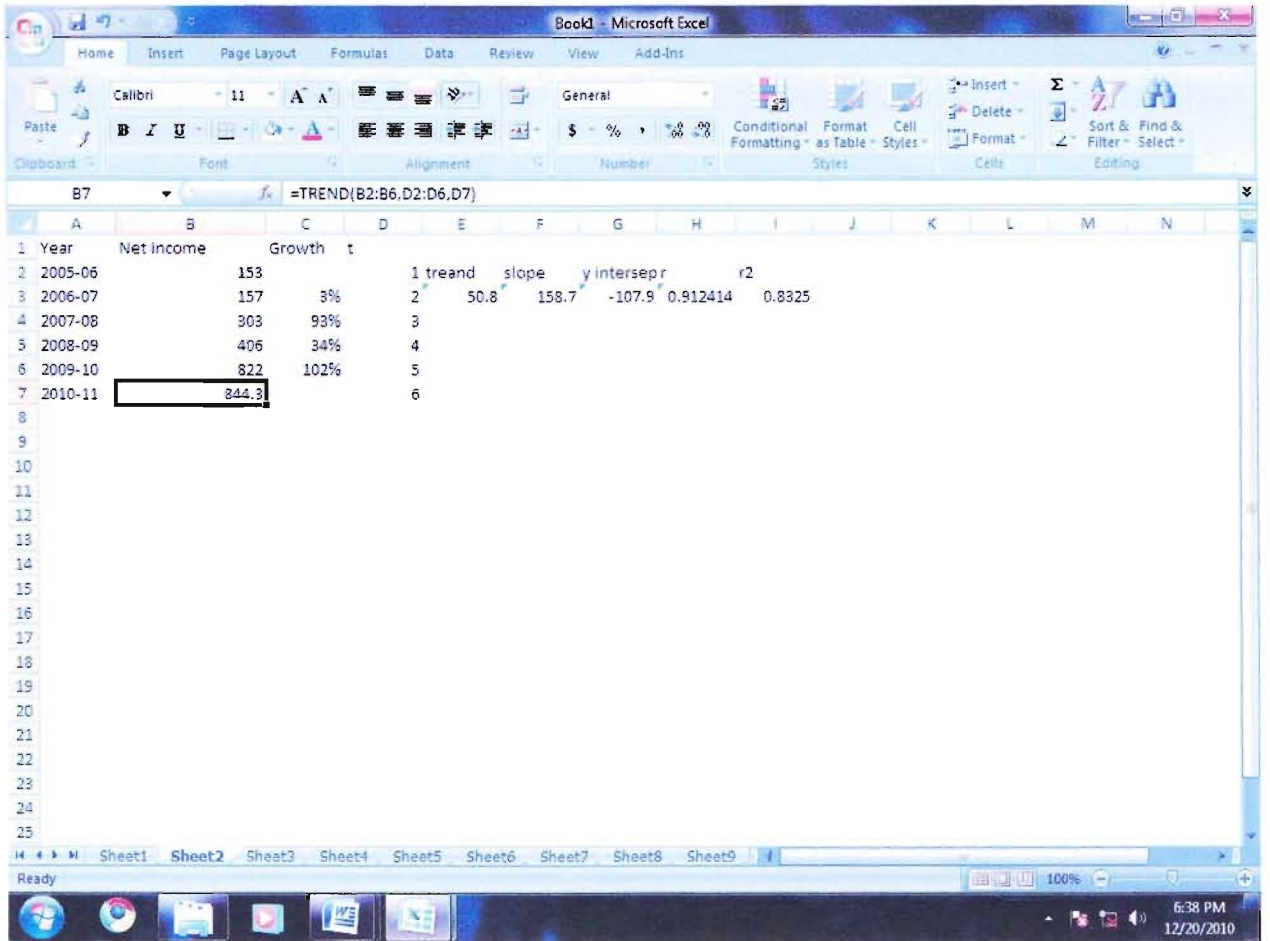 Book1 - Microsoft Excel
Home Insert Page Layout Formulas Data Review View Add-Ins
Paste
Calibri 11 A A
B I U A
General
$ % ,
Conditional Formatting
Format as Table
Cell Styles
Insert
Delete
Format
Σ
Sort & Filter
Find & Select
Clipboard Font Alignment Number Styles Cells Editing
B7 fx =TREND(B2:B6,D2:D6,D7)
A B C D E F G H I J K L M N
1 Year Net income Growth t
2 2005-06 153 1 treand slope y intersep r r2
3 2006-07 157 3% 2 50.8 158.7 -107.9 0.912414 0.8325
4 2007-08 303 93% 3
5 2008-09 406 34% 4
6 2009-10 822 102% 5
7 2010-11 844.3 6
8
9
10
11
12
13
14
15
16
17
18
19
20
21
22
23
24
25
Sheet1 Sheet2 Sheet3 Sheet4 Sheet5 Sheet6 Sheet7 Sheet8 Sheet9
Ready 100%
6:38 PM
12/20/2010